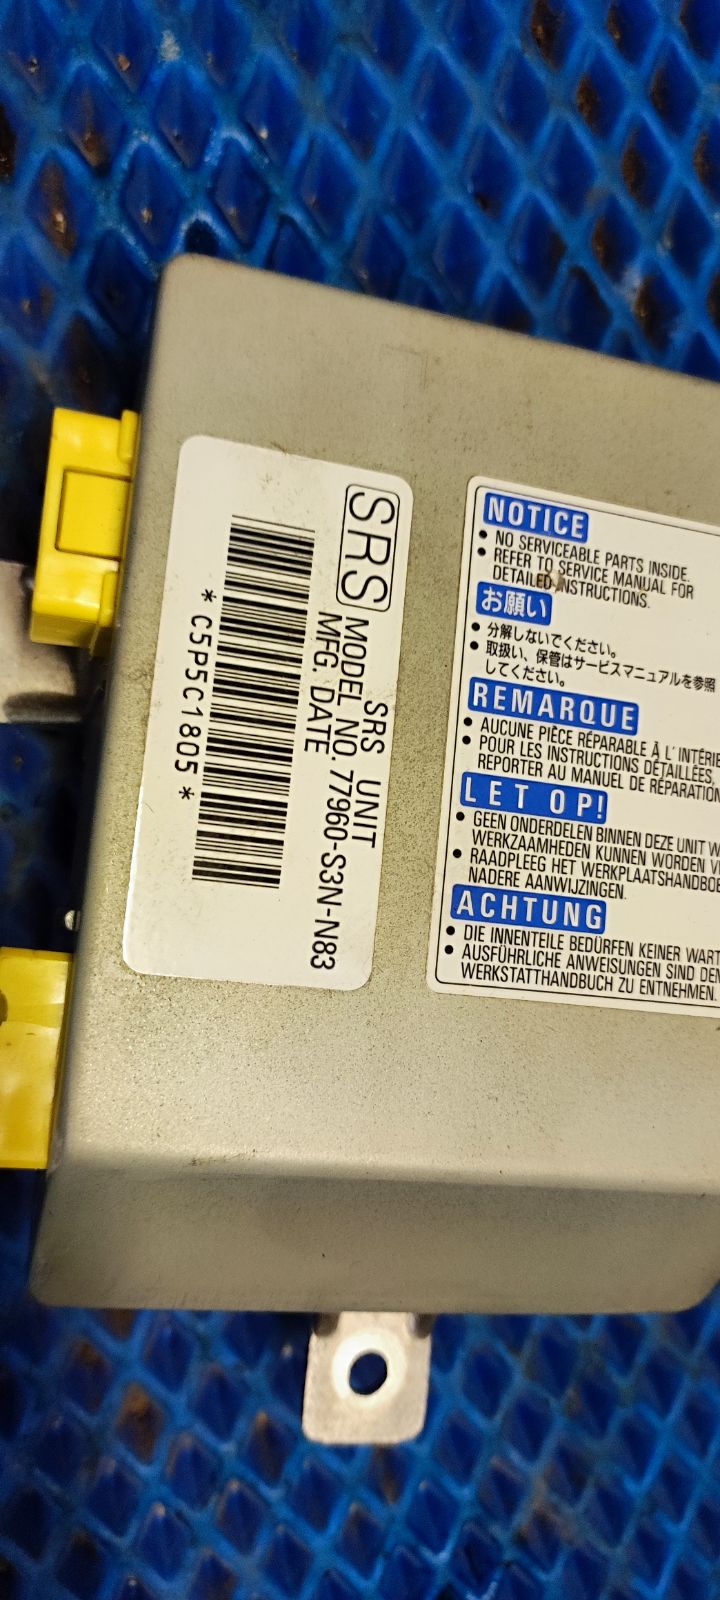 SRS
SRS UNIT
MODEL NO. 77960-S3N-N83
MFG. DATE
*C5P5C1805*
NOTICE
• NO SERVICEABLE PARTS INSIDE.
• REFER TO SERVICE MANUAL FOR
DETAILED INSTRUCTIONS.
お願い
• 分解しないでください。
• 取扱い、保管はサービスマニュアルを参照
してください。
REMARQUE
• AUCUNE PIÈCE RÉPARABLE À L'INTÉRIE
• POUR LES INSTRUCTIONS DÉTAILLÉES,
REPORTER AU MANUEL DE RÉPARATION
LET OP!
• GEEN ONDERDELEN BINNEN DEZE UNIT W
WERKZAAMHEDEN KUNNEN WORDEN V
• RAADPLEEG HET WERKPLAATSHANDBOE
NADERE AANWIJZINGEN.
ACHTUNG
• DIE INNENTEILE BEDÜRFEN KEINER WART
• AUSFÜHRLICHE ANWEISUNGEN SIND DE
WERKSTATTHANDBUCH ZU ENTNEHMEN.